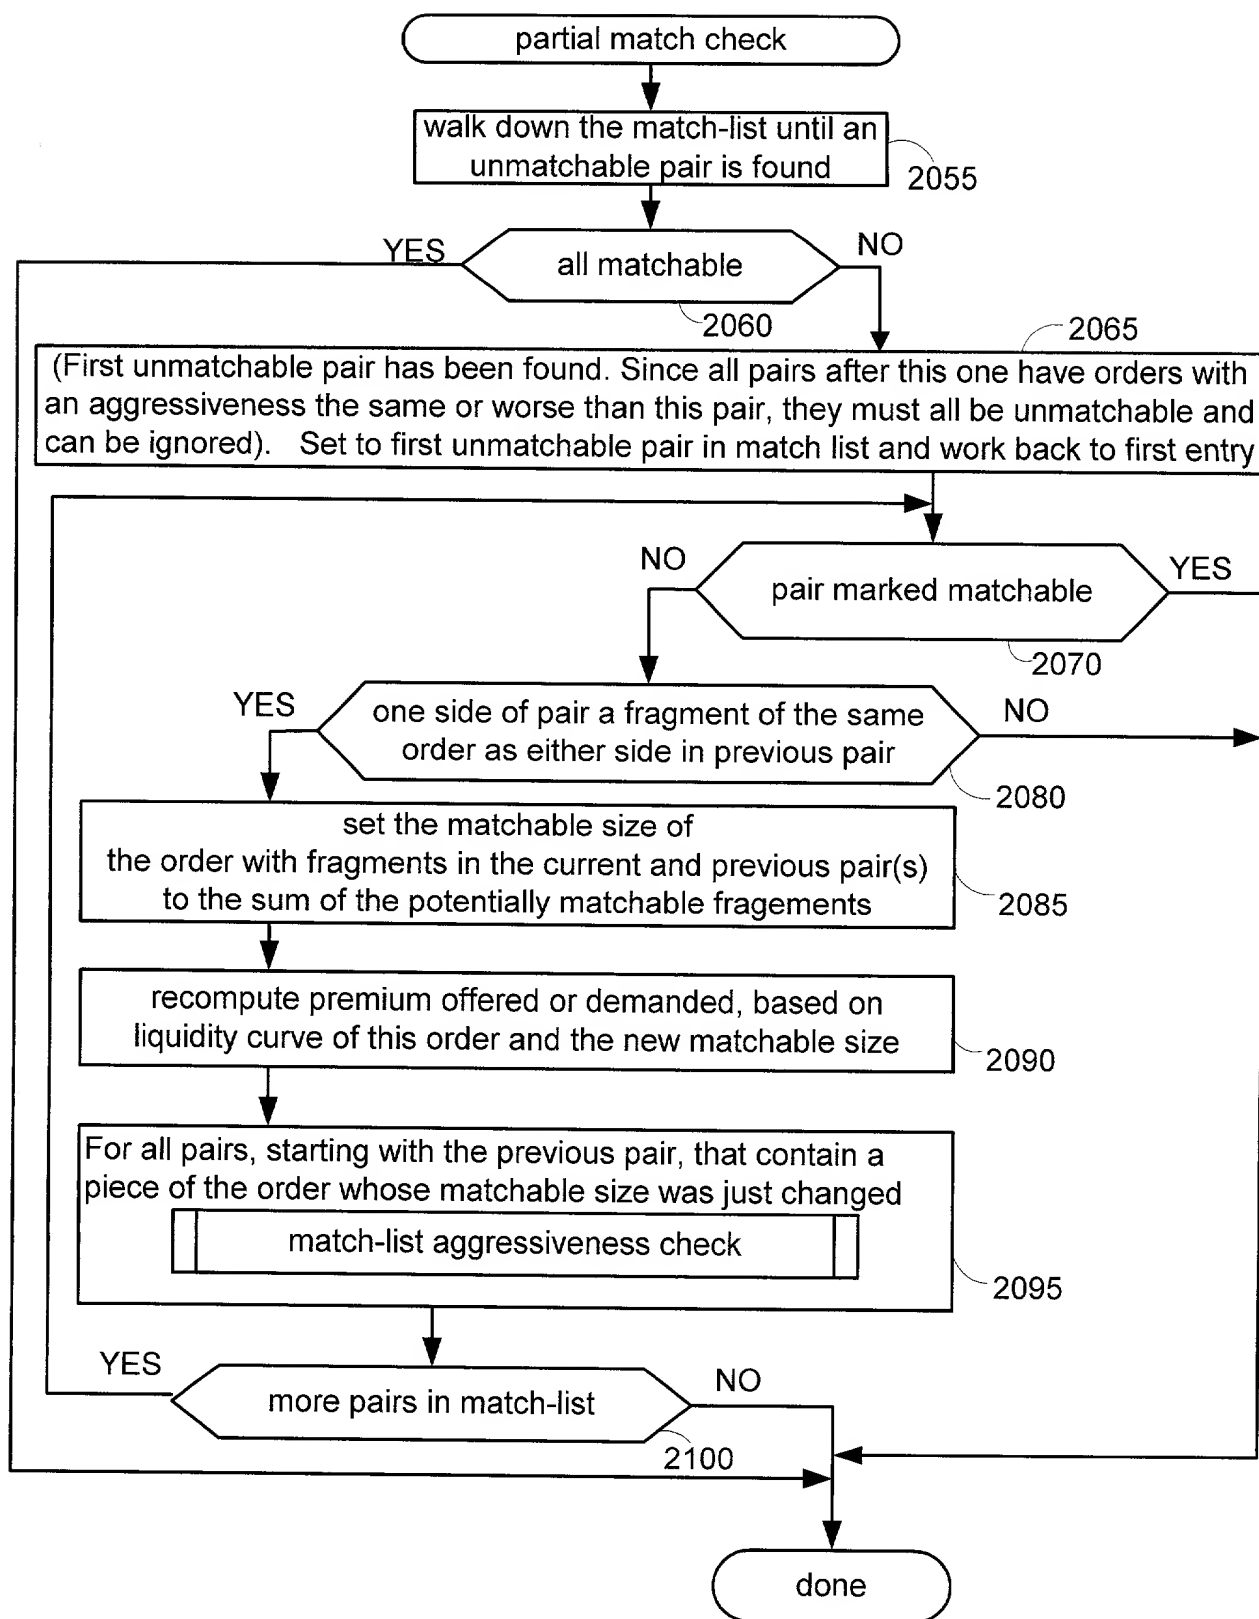 partial match check
walk down the match-list until an
unmatchable pair is found
2055
YES
NO
all matchable
2060
2065
(First unmatchable pair has been found. Since all pairs after this one have orders with
an aggressiveness the same or worse than this pair, they must all be unmatchable and
can be ignored). Set to first unmatchable pair in match list and work back to first entry
NO
YES
pair marked matchable
2070
YES
NO
one side of pair a fragment of the same
order as either side in previous pair
2080
set the matchable size of
the order with fragments in the current and previous pair(s)
to the sum of the potentially matchable fragements
2085
recompute premium offered or demanded, based on
liquidity curve of this order and the new matchable size
2090
For all pairs, starting with the previous pair, that contain a
piece of the order whose matchable size was just changed
match-list aggressiveness check
2095
YES
NO
more pairs in match-list
2100
done